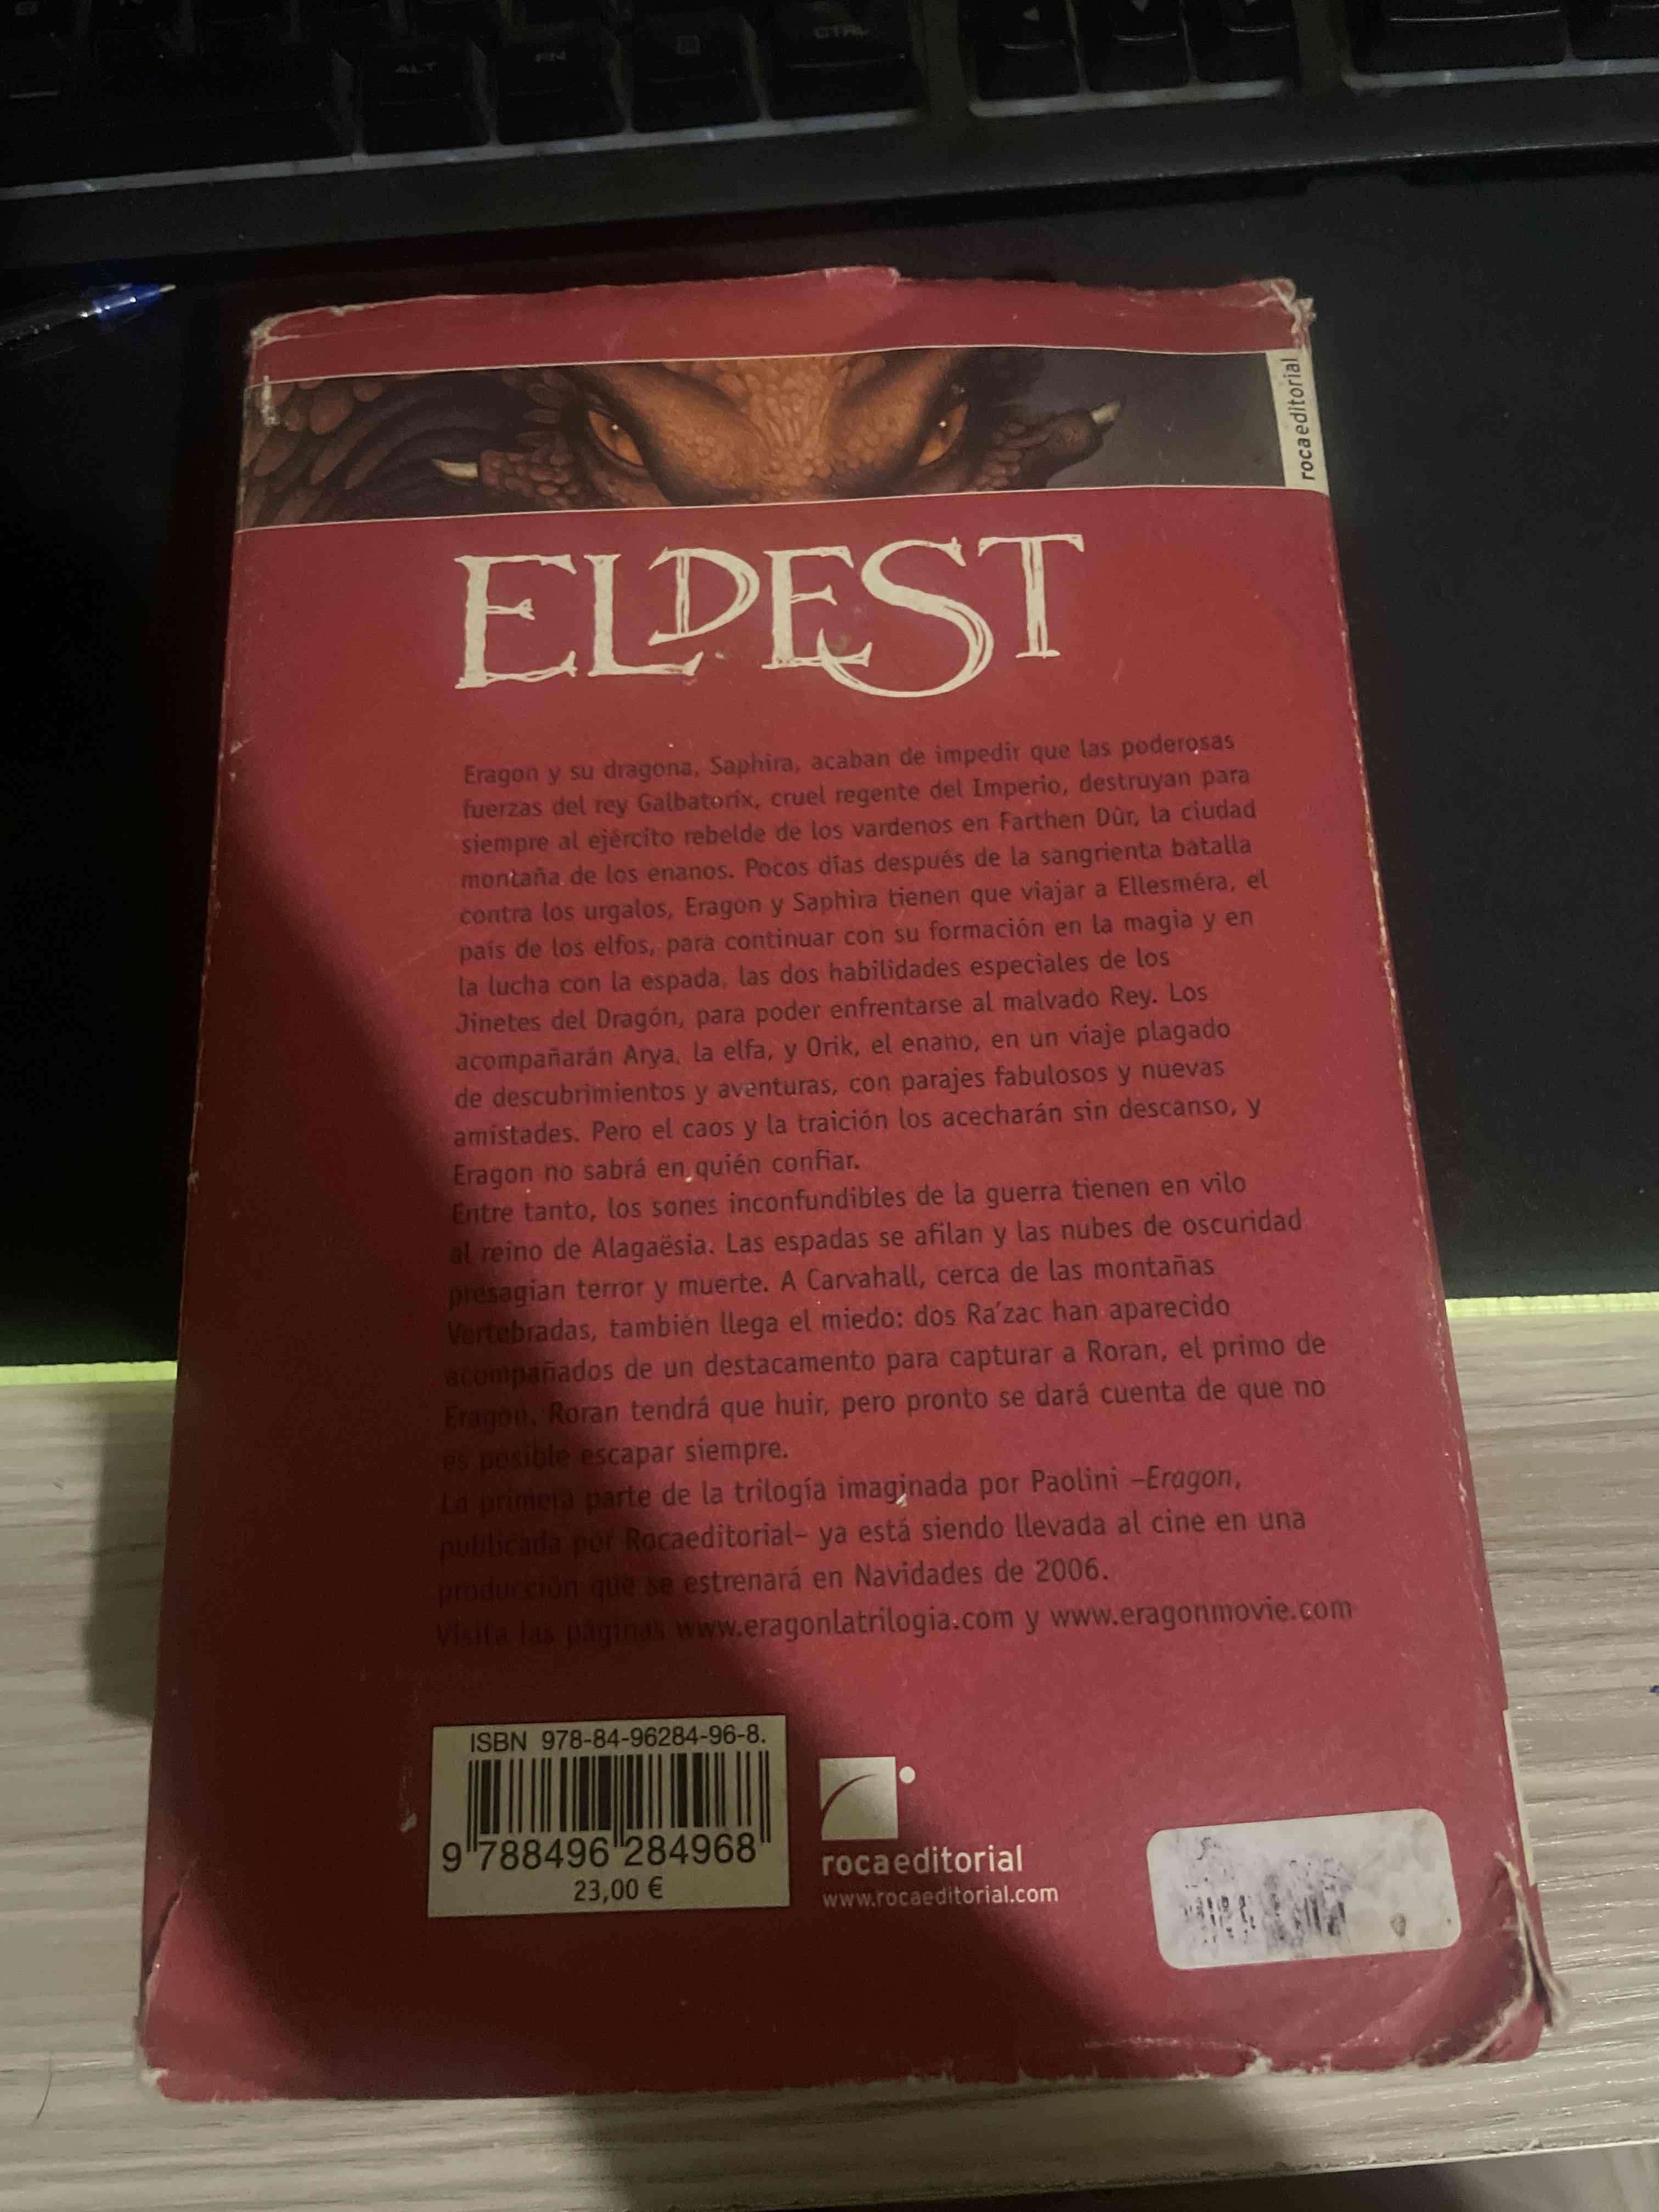 ALT
FN
CTRL
rocaeditorial
ELDEST
Eragon y su dragona, Saphira, acaban de impedir que las poderosas
fuerzas del rey Galbatorix, cruel regente del Imperio, destruyan para
siempre al ejército rebelde de los vardenos en Farthen Dûr, la ciudad
montaña de los enanos. Pocos días después de la sangrienta batalla
contra los urgalos, Eragon y Saphira tienen que viajar a Ellesméra, el
país de los elfos, para continuar con su formación en la magia y en
la lucha con la espada, las dos habilidades especiales de los
Jinetes del Dragón, para poder enfrentarse al malvado Rey. Los
acompañarán Arya, la elfa, y Orik, el enano, en un viaje plagado
de descubrimientos y aventuras, con parajes fabulosos y nuevas
amistades. Pero el caos y la traición los acecharán sin descanso, y
Eragon no sabrá en quién confiar.
Entre tanto, los sones inconfundibles de la guerra tienen en vilo
al reino de Alagaësia. Las espadas se afilan y las nubes de oscuridad
presagian terror y muerte. A Carvahall, cerca de las montañas
Vertebradas, también llega el miedo: dos Ra'zac han aparecido
acompañados de un destacamento para capturar a Roran, el primo de
Eragon. Roran tendrá que huir, pero pronto se dará cuenta de que no
es posible escapar siempre.
La primera parte de la trilogía imaginada por Paolini –Eragon,
publicada por Rocaeditorial– ya está siendo llevada al cine en una
producción que se estrenará en Navidades de 2006.
Visita las páginas www.eragonlatrilogia.com y www.eragonmovie.com
ISBN 978-84-96284-96-8.
9 788496 284968
23,00 €
rocaeditorial
www.rocaeditorial.com